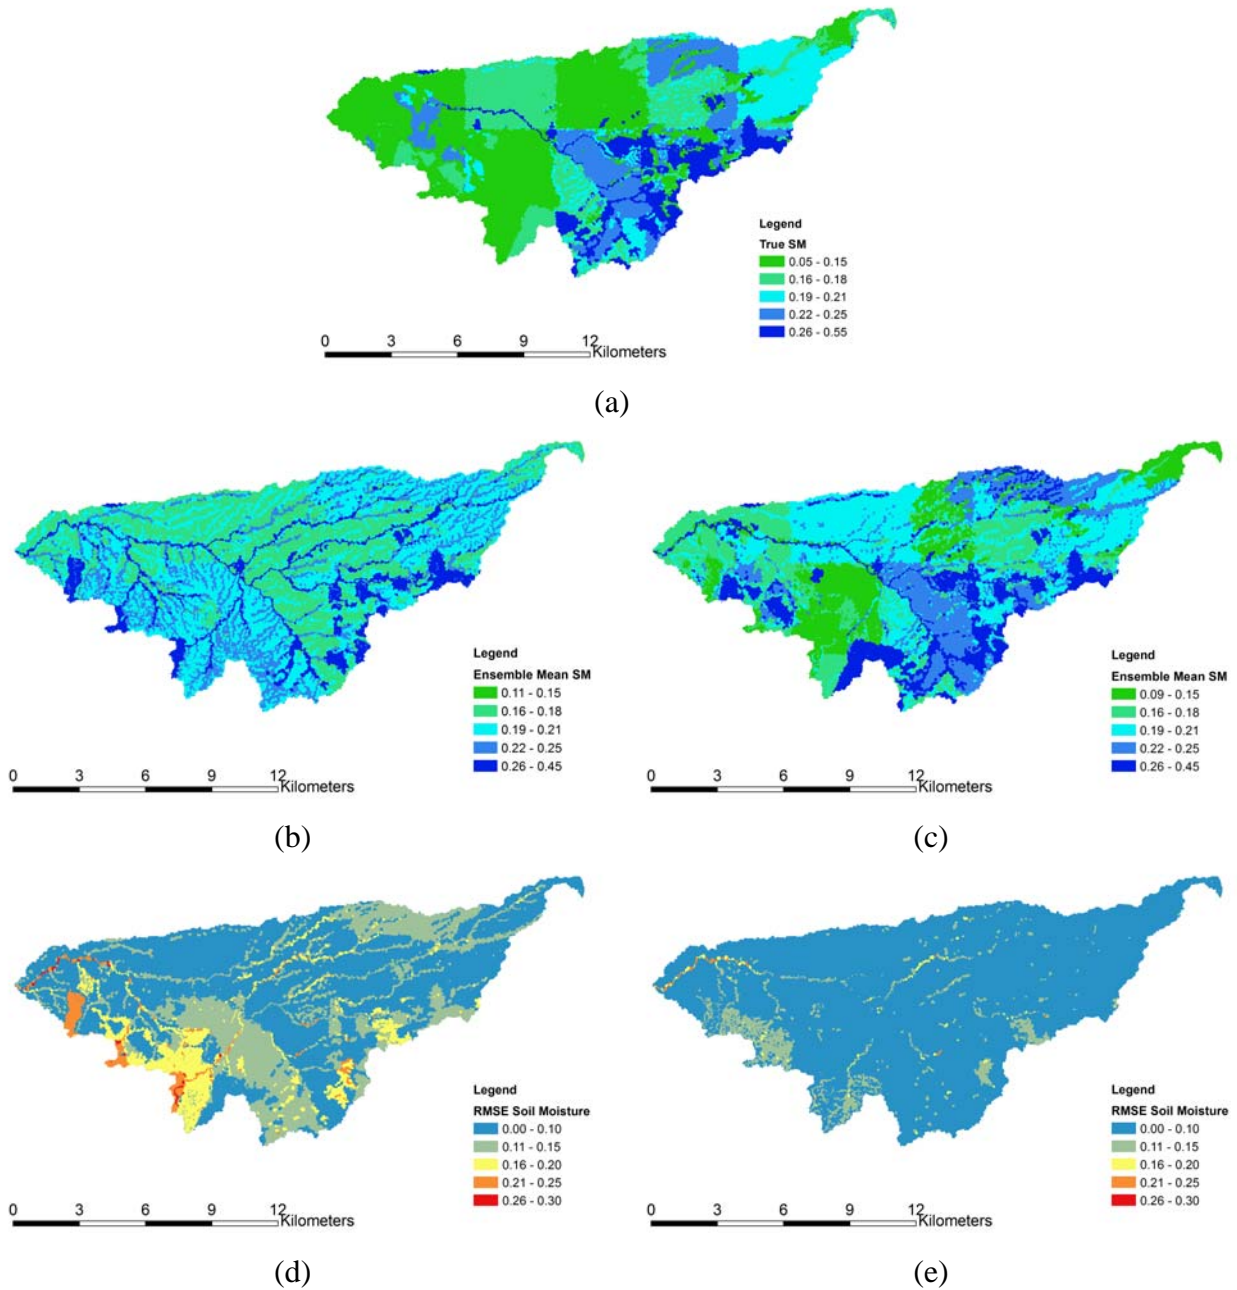 Legend
True SM
0.05 - 0.15
0.16 - 0.18
0.19 - 0.21
0.22 - 0.25
0.26 - 0.55
0 3 6 9 12
Kilometers
(a)
Legend
Ensemble Mean SM
0.11 - 0.15
0.16 - 0.18
0.19 - 0.21
0.22 - 0.25
0.26 - 0.45
0 3 6 9 12
Kilometers
(b)
Legend
Ensemble Mean SM
0.09 - 0.15
0.16 - 0.18
0.19 - 0.21
0.22 - 0.25
0.26 - 0.45
0 3 6 9 12
Kilometers
(c)
Legend
RMSE Soil Moisture
0.00 - 0.10
0.11 - 0.15
0.16 - 0.20
0.21 - 0.25
0.26 - 0.30
0 3 6 9 12
Kilometers
(d)
Legend
RMSE Soil Moisture
0.00 - 0.10
0.11 - 0.15
0.16 - 0.20
0.21 - 0.25
0.26 - 0.30
0 3 6 9 12
Kilometers
(e)